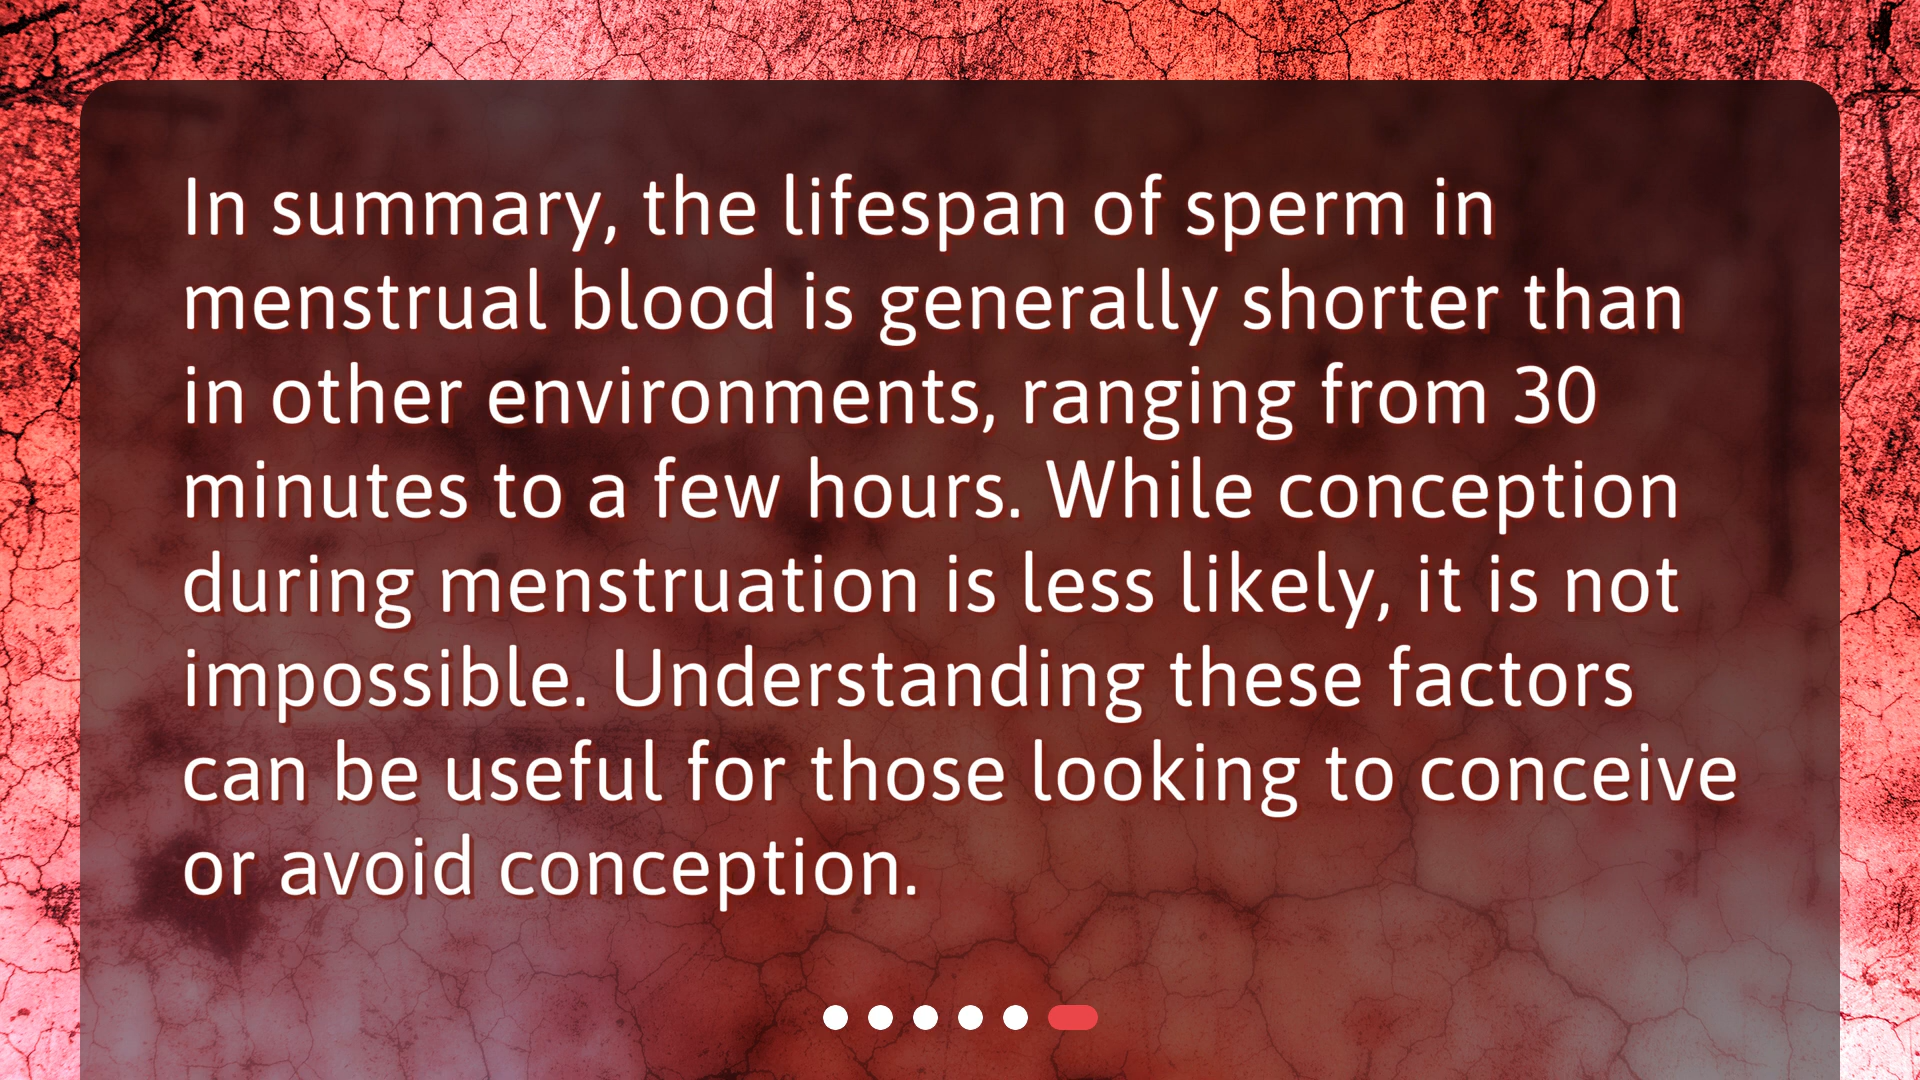 In summary, the lifespan of sperm in
menstrual blood is generally shorter than
in other environments, ranging from 30
minutes to a few hours. While conception
during menstruation is less likely, it is not
impossible. Understanding these factors
can be useful for those looking to conceive
or avoid conception.